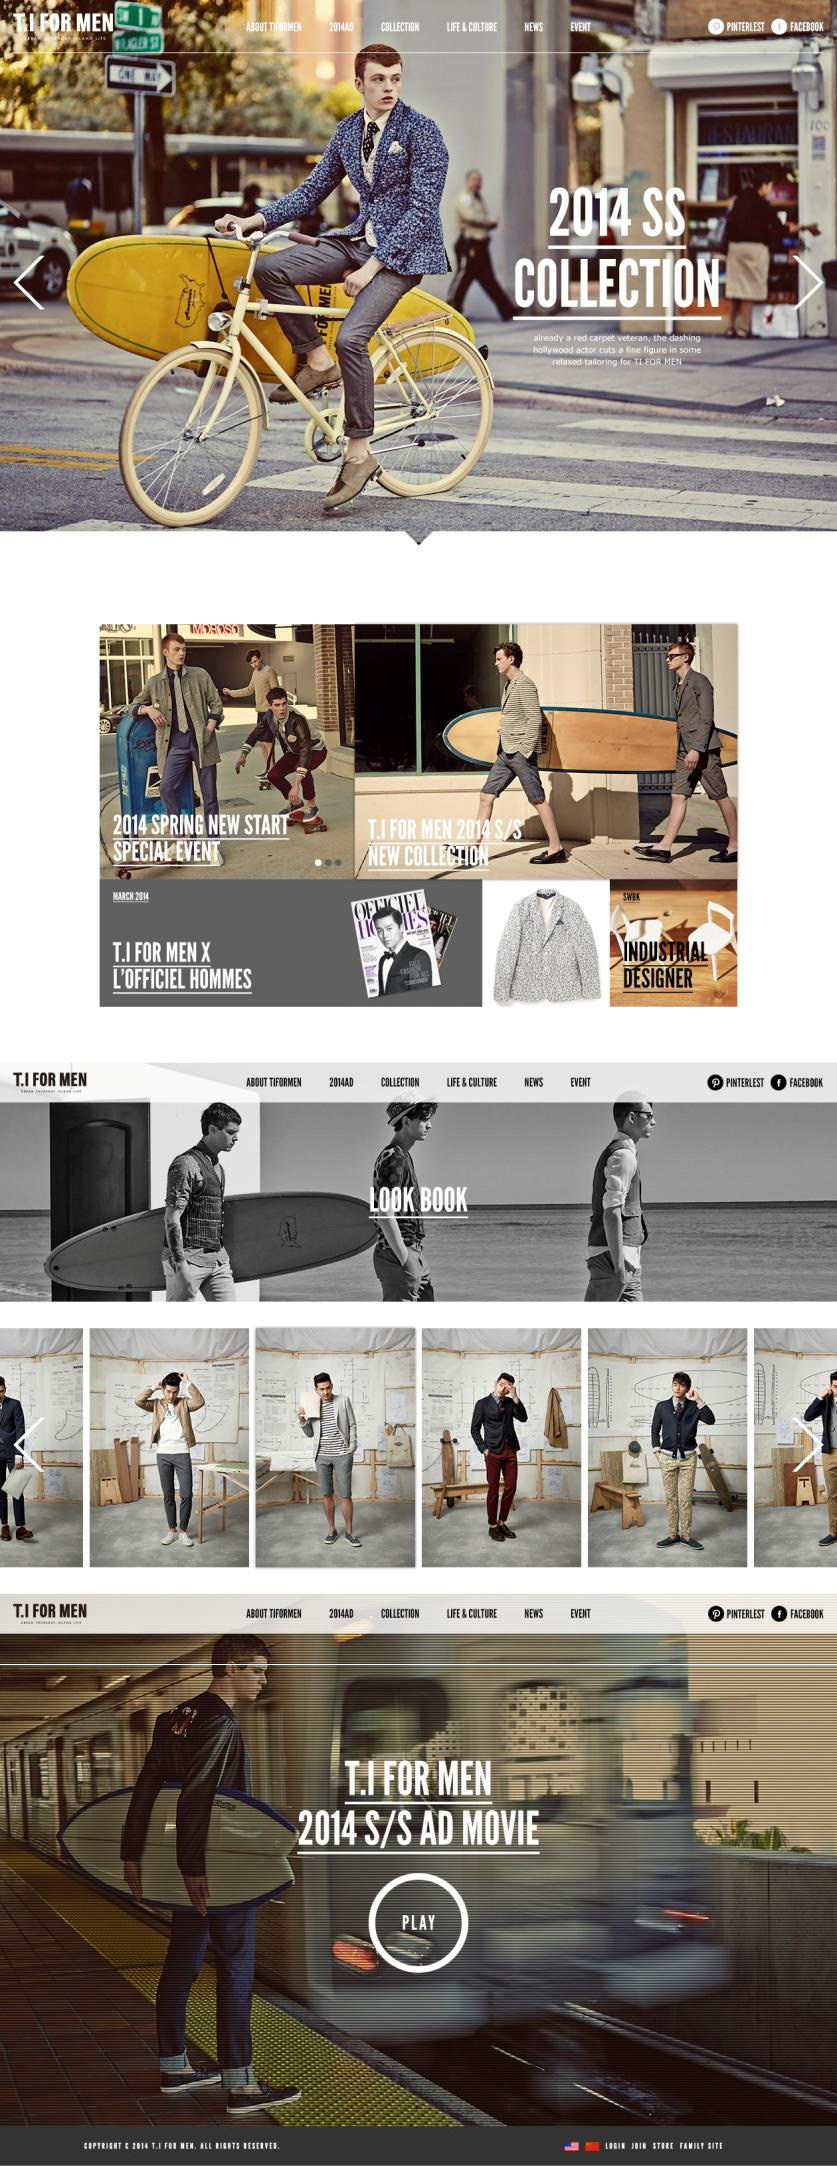 T.I FOR MEN
URBAN THURSDAY ISLAND LIFE
ABOUT TIFORMEN
2014AD
COLLECTION
LIFE & CULTURE
NEWS
EVENT
PINTERLEST
FACEBOOK
ONE WAY
2014 SS
COLLECTION
already a red carpet veteran, the dashing
hollywood actor cuts a fine figure in some
relaxed tailoring for TI FOR MEN
MOROSO
2014 SPRING NEW START
SPECIAL EVENT
T.I FOR MEN 2014 S/S
NEW COLLECTION
MARCH 2014
T.I FOR MEN X
L'OFFICIEL HOMMES
SWBK
INDUSTRIAL
DESIGNER
T.I FOR MEN
URBAN THURSDAY ISLAND LIFE
ABOUT TIFORMEN
2014AD
COLLECTION
LIFE & CULTURE
NEWS
EVENT
PINTERLEST
FACEBOOK
LOOK BOOK
T.I FOR MEN
URBAN THURSDAY ISLAND LIFE
ABOUT TIFORMEN
2014AD
COLLECTION
LIFE & CULTURE
NEWS
EVENT
PINTERLEST
FACEBOOK
T.I FOR MEN
2014 S/S AD MOVIE
PLAY
COPYRIGHT C 2014 T.I FOR MEN. ALL RIGHTS RESERVED.
LOGIN JOIN STORE FAMILY SITE